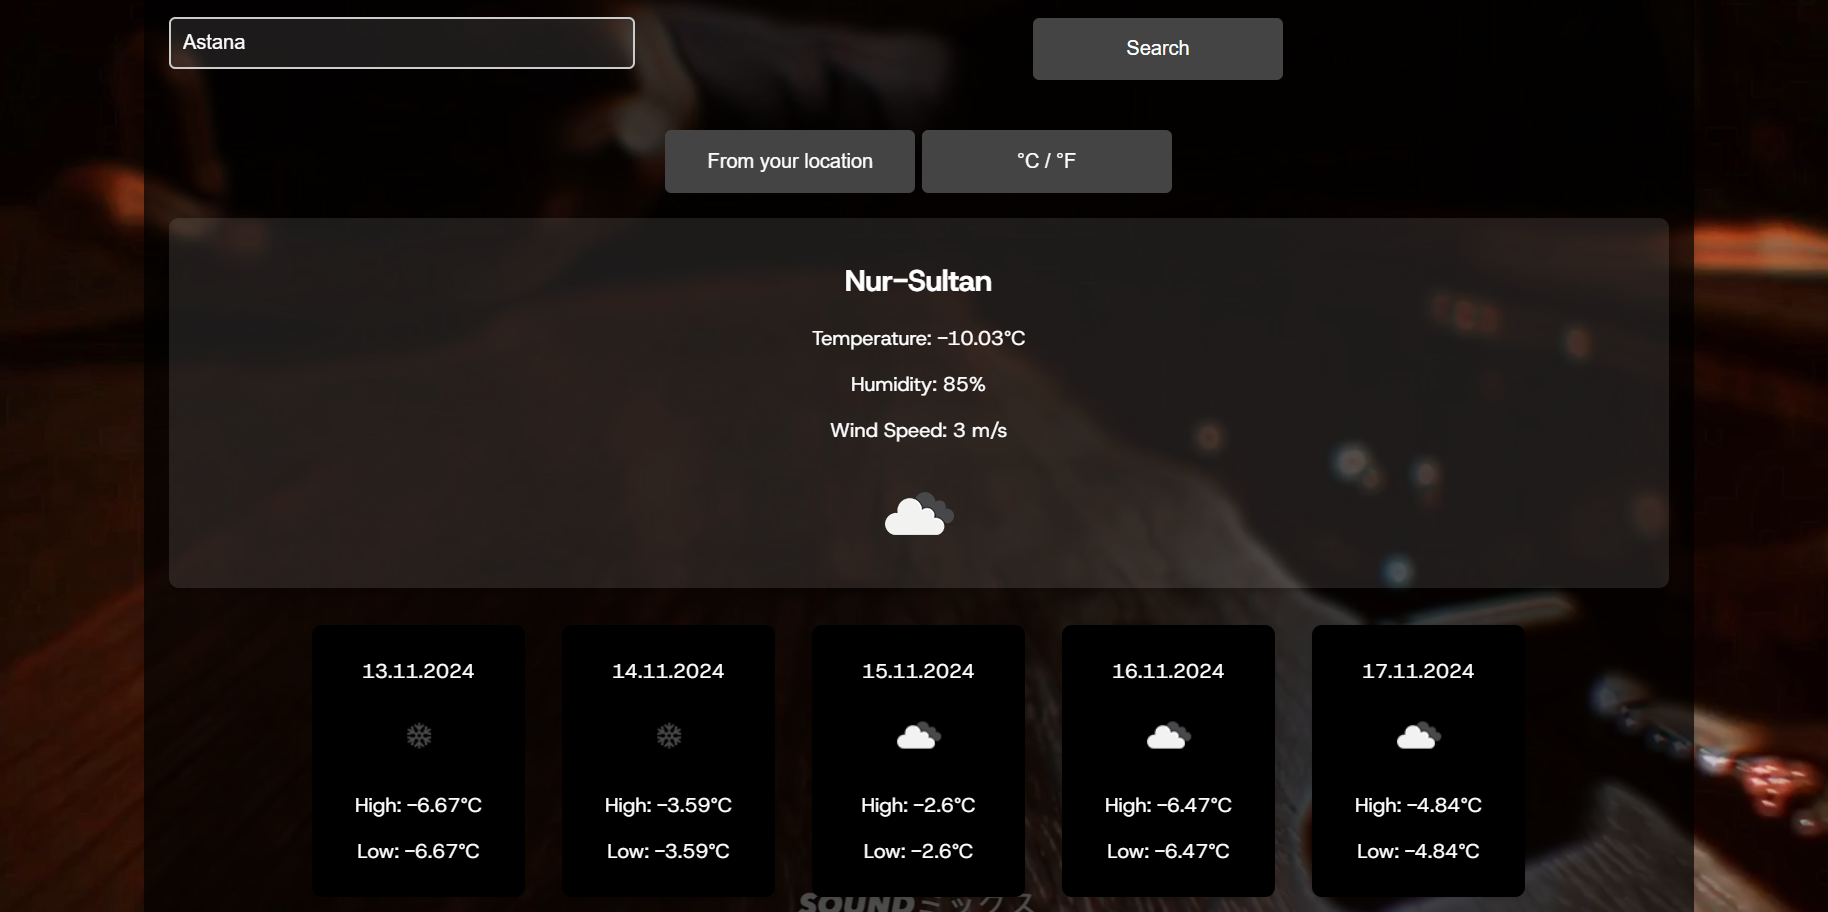 Astana
Search
From your location
°C / °F
Nur-Sultan
Temperature: -10.03°C
Humidity: 85%
Wind Speed: 3 m/s
13.11.2024
High: -6.67°C
Low: -6.67°C
14.11.2024
High: -3.59°C
Low: -3.59°C
15.11.2024
High: -2.6°C
Low: -2.6°C
16.11.2024
High: -6.47°C
Low: -6.47°C
17.11.2024
High: -4.84°C
Low: -4.84°C
SOUNDミックス